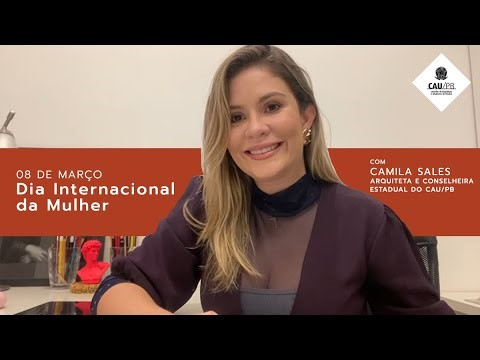 CAU/PB
08 DE MARÇO
Dia Internacional
da Mulher
COM
CAMILA SALES
ARQUITETA E CONSELHEIRA
ESTADUAL DO CAU/PB